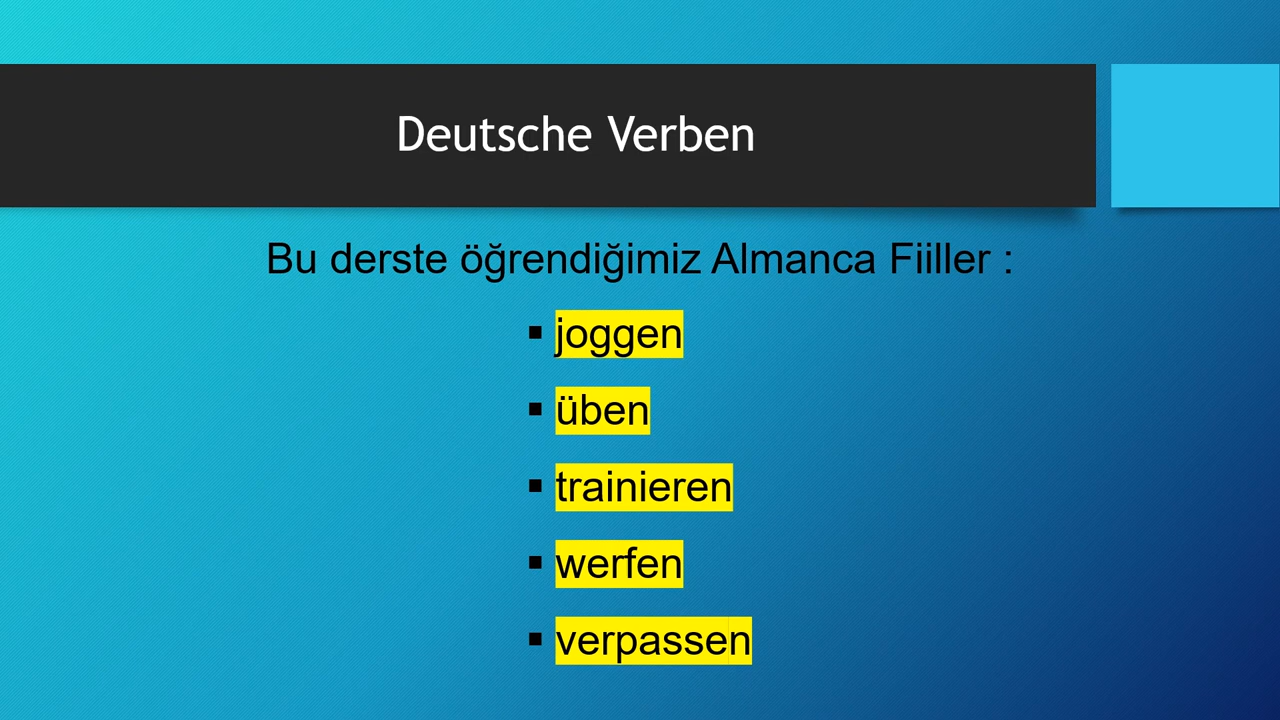 Deutsche Verben
Bu derste öğrendiğimiz Almanca Fiiller :
▪ joggen
▪ üben
▪ trainieren
▪ werfen
▪ verpassen